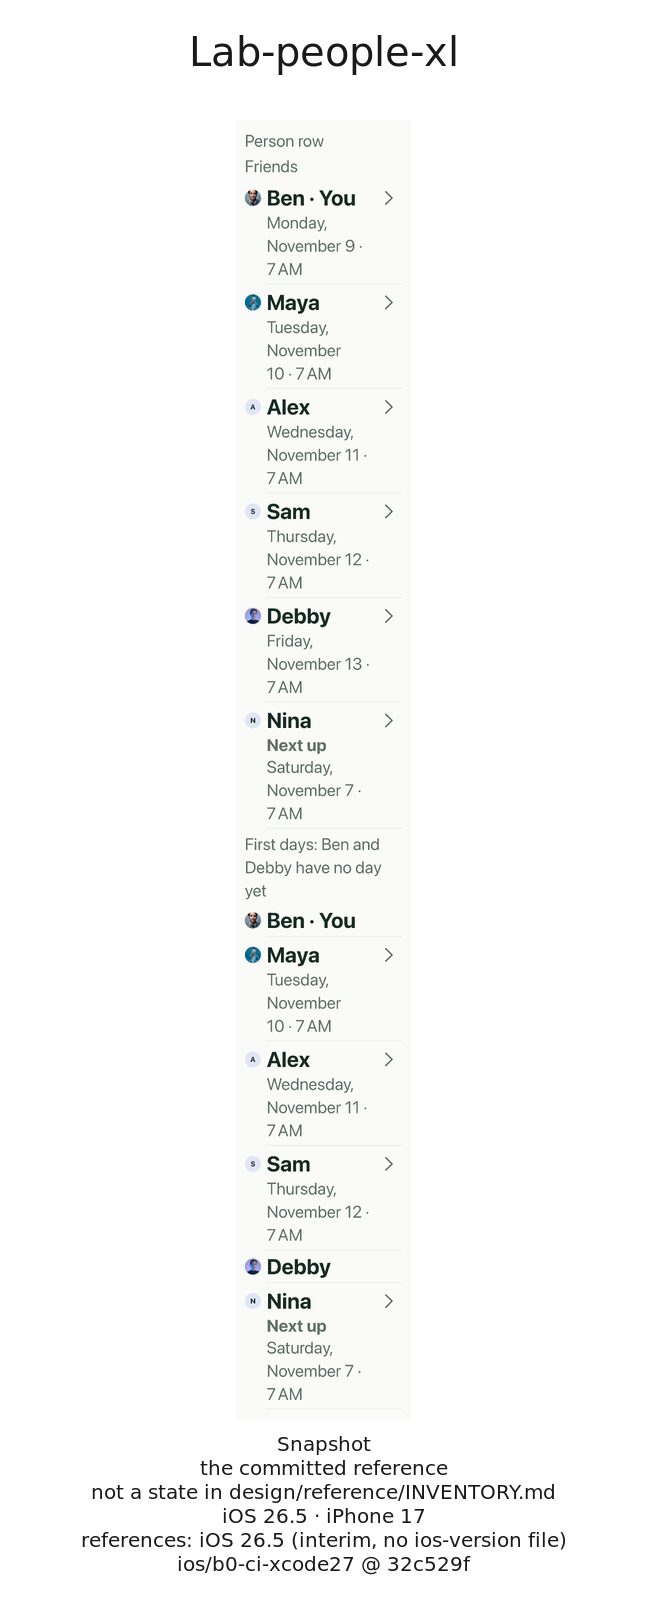 Lab-people-xl
Person row
Friends
Ben · You
Monday,
November 9 ·
7 AM
Maya
Tuesday,
November
10 · 7 AM
A
Alex
Wednesday,
November 11 ·
7 AM
S
Sam
Thursday,
November 12 ·
7 AM
Debby
Friday,
November 13 ·
7 AM
N
Nina
Next up
Saturday,
November 7 ·
7 AM
First days: Ben and
Debby have no day
yet
Ben · You
Maya
Tuesday,
November
10 · 7 AM
A
Alex
Wednesday,
November 11 ·
7 AM
S
Sam
Thursday,
November 12 ·
7 AM
Debby
N
Nina
Next up
Saturday,
November 7 ·
7 AM
Snapshot
the committed reference
not a state in design/reference/INVENTORY.md
iOS 26.5 · iPhone 17
references: iOS 26.5 (interim, no ios-version file)
ios/b0-ci-xcode27 @ 32c529f